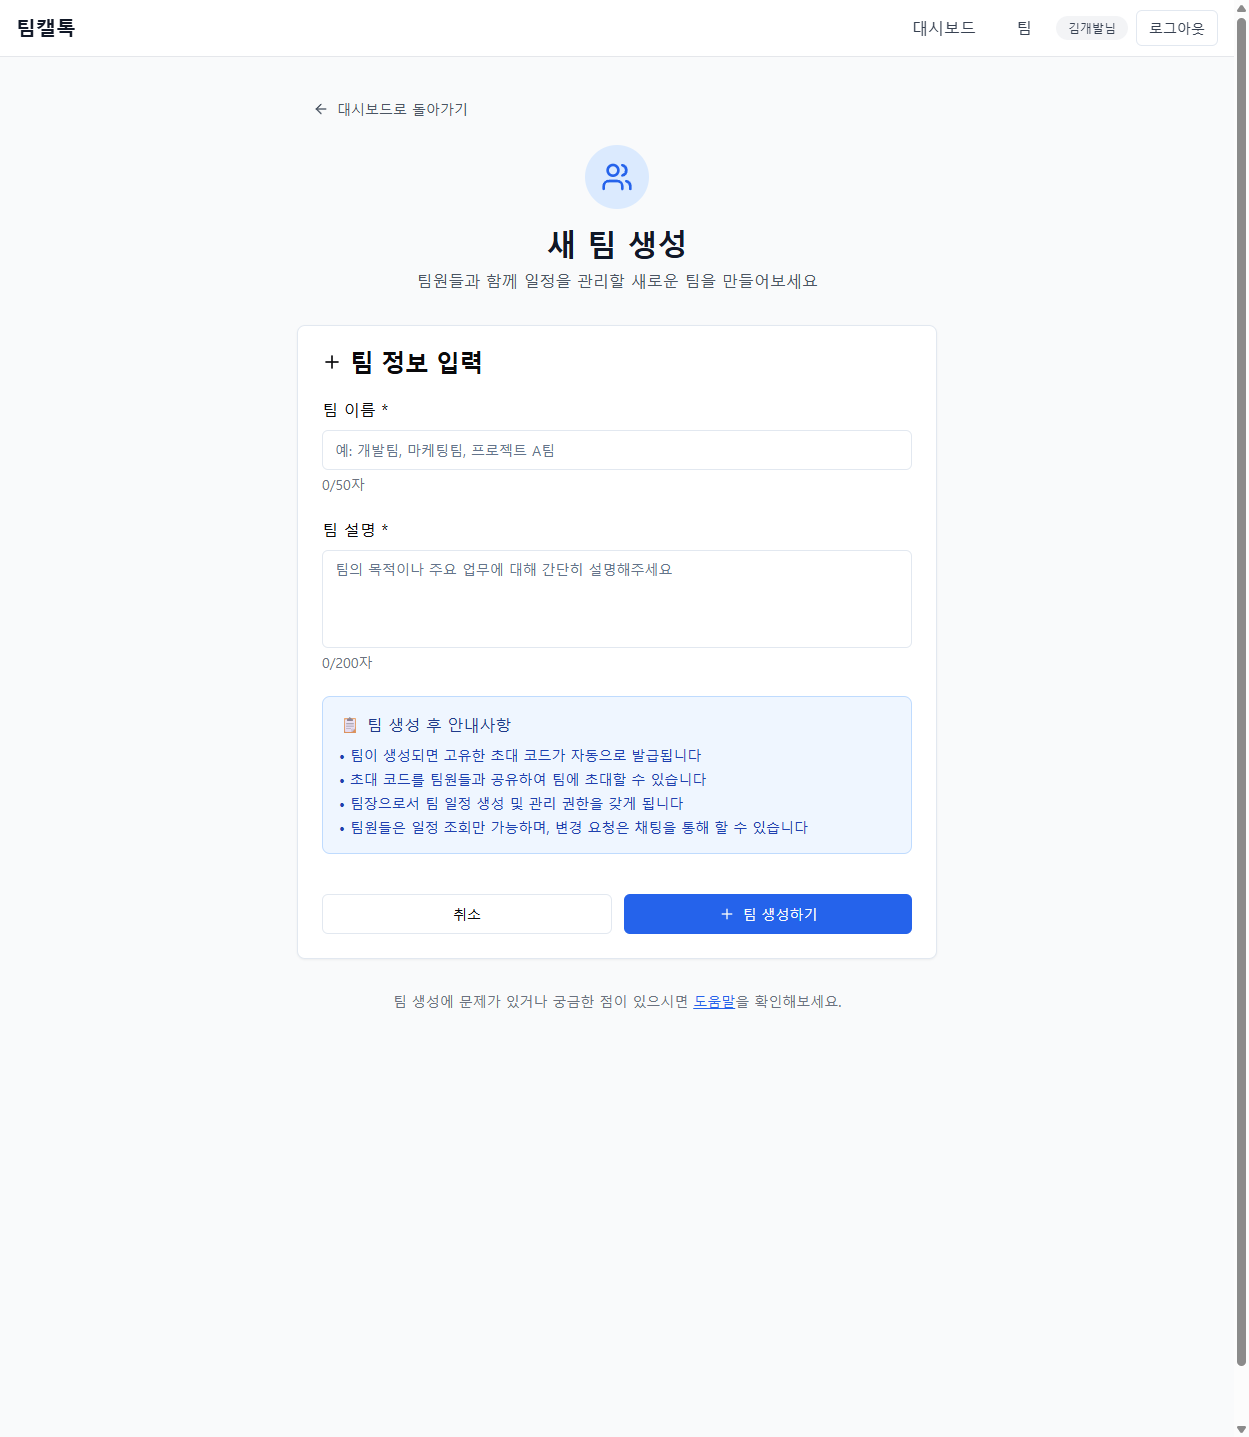 팀캘톡
대시보드 팀 김개발님 로그아웃
← 대시보드로 돌아가기
새 팀 생성
팀원들과 함께 일정을 관리할 새로운 팀을 만들어보세요
+ 팀 정보 입력
팀 이름 *
예: 개발팀, 마케팅팀, 프로젝트 A팀
0/50자
팀 설명 *
팀의 목적이나 주요 업무에 대해 간단히 설명해주세요
0/200자
📋 팀 생성 후 안내사항
• 팀이 생성되면 고유한 초대 코드가 자동으로 발급됩니다
• 초대 코드를 팀원들과 공유하여 팀에 초대할 수 있습니다
• 팀장으로서 팀 일정 생성 및 관리 권한을 갖게 됩니다
• 팀원들은 일정 조회만 가능하며, 변경 요청은 채팅을 통해 할 수 있습니다
취소
+ 팀 생성하기
팀 생성에 문제가 있거나 궁금한 점이 있으시면 도움말을 확인해보세요.